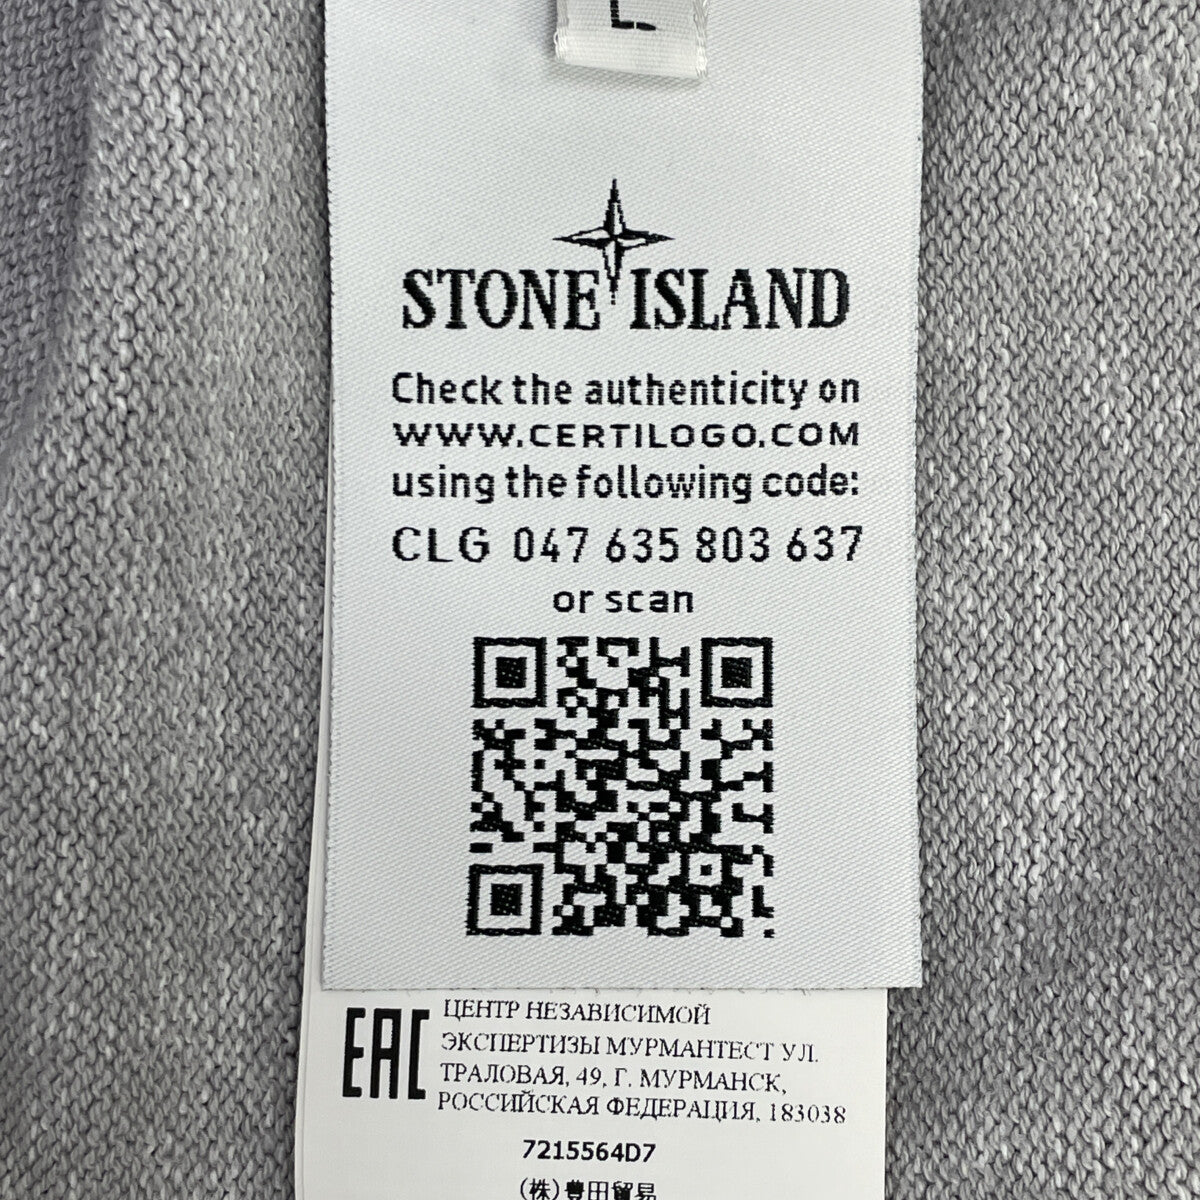 L
STONE ISLAND
Check the authenticity on
WWW.CERTILOGO.COM
using the following code:
CLG 047 635 803 637
or scan
EAC
ЦЕНТР НЕЗАВИСИМОЙ
ЭКСПЕРТИЗЫ МУРМАНТЕСТ УЛ.
ТРАЛОВАЯ, 49, Г. МУРМАНСК,
РОССИЙСКАЯ ФЕДЕРАЦИЯ, 183038
7215564D7
(株)豊田貿易